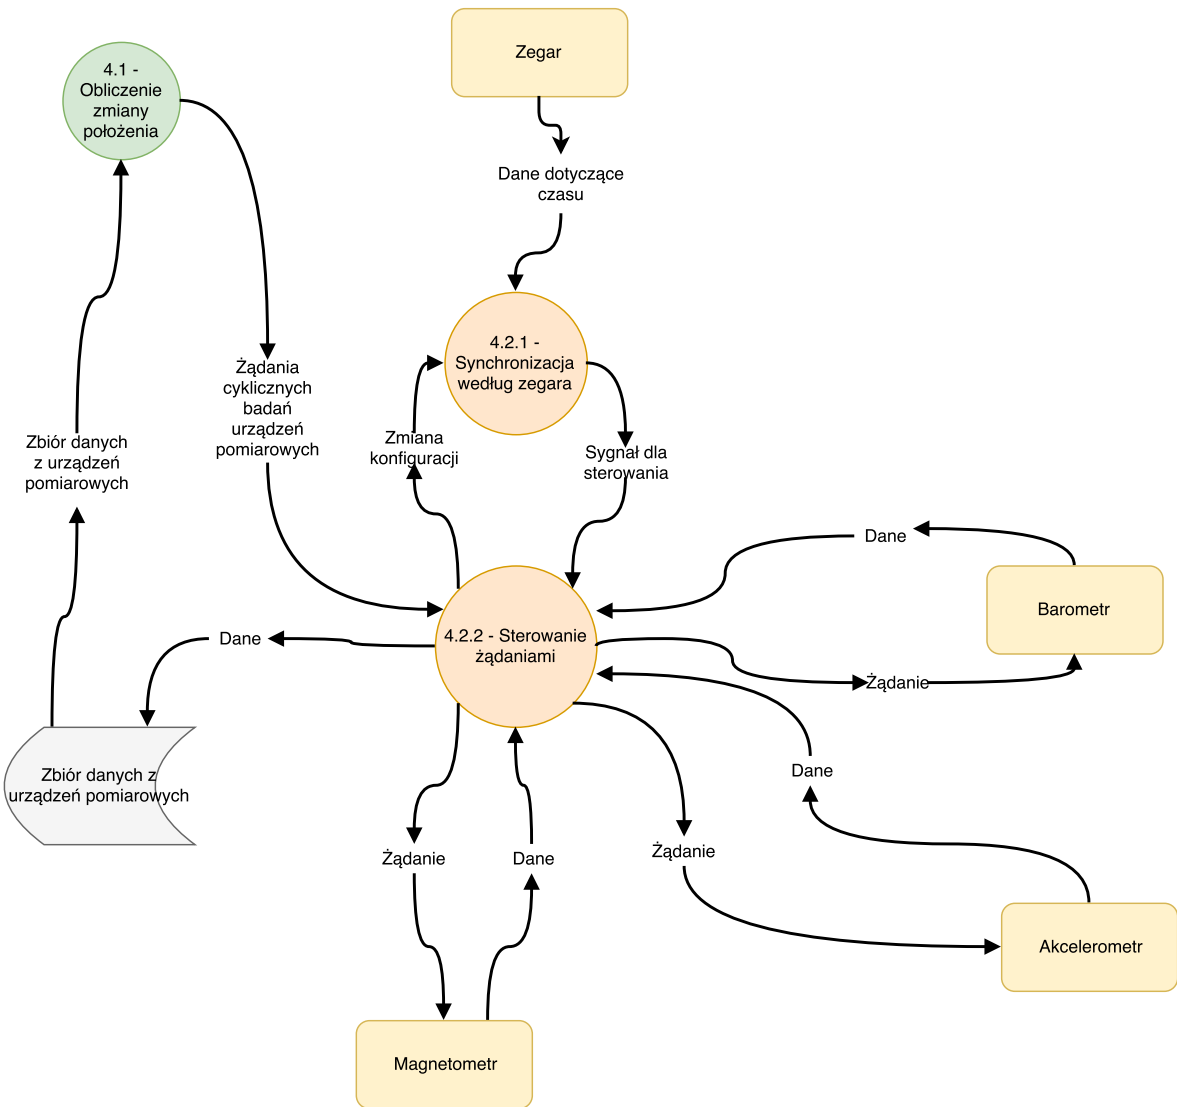 Zegar
4.1 -
Obliczenie
zmiany
położenia
Dane dotyczące
czasu
4.2.1 -
Synchronizacja
według zegara
Żądania
cyklicznych
badań
urządzeń
pomiarowych
Zbiór danych
z urządzeń
pomiarowych
Zmiana
konfiguracji
Sygnał dla
sterowania
Dane
Barometr
4.2.2 - Sterowanie
żądaniami
Dane
Żądanie
Dane
Zbiór danych z
urządzeń pomiarowych
Żądanie
Dane
Żądanie
Akcelerometr
Magnetometr